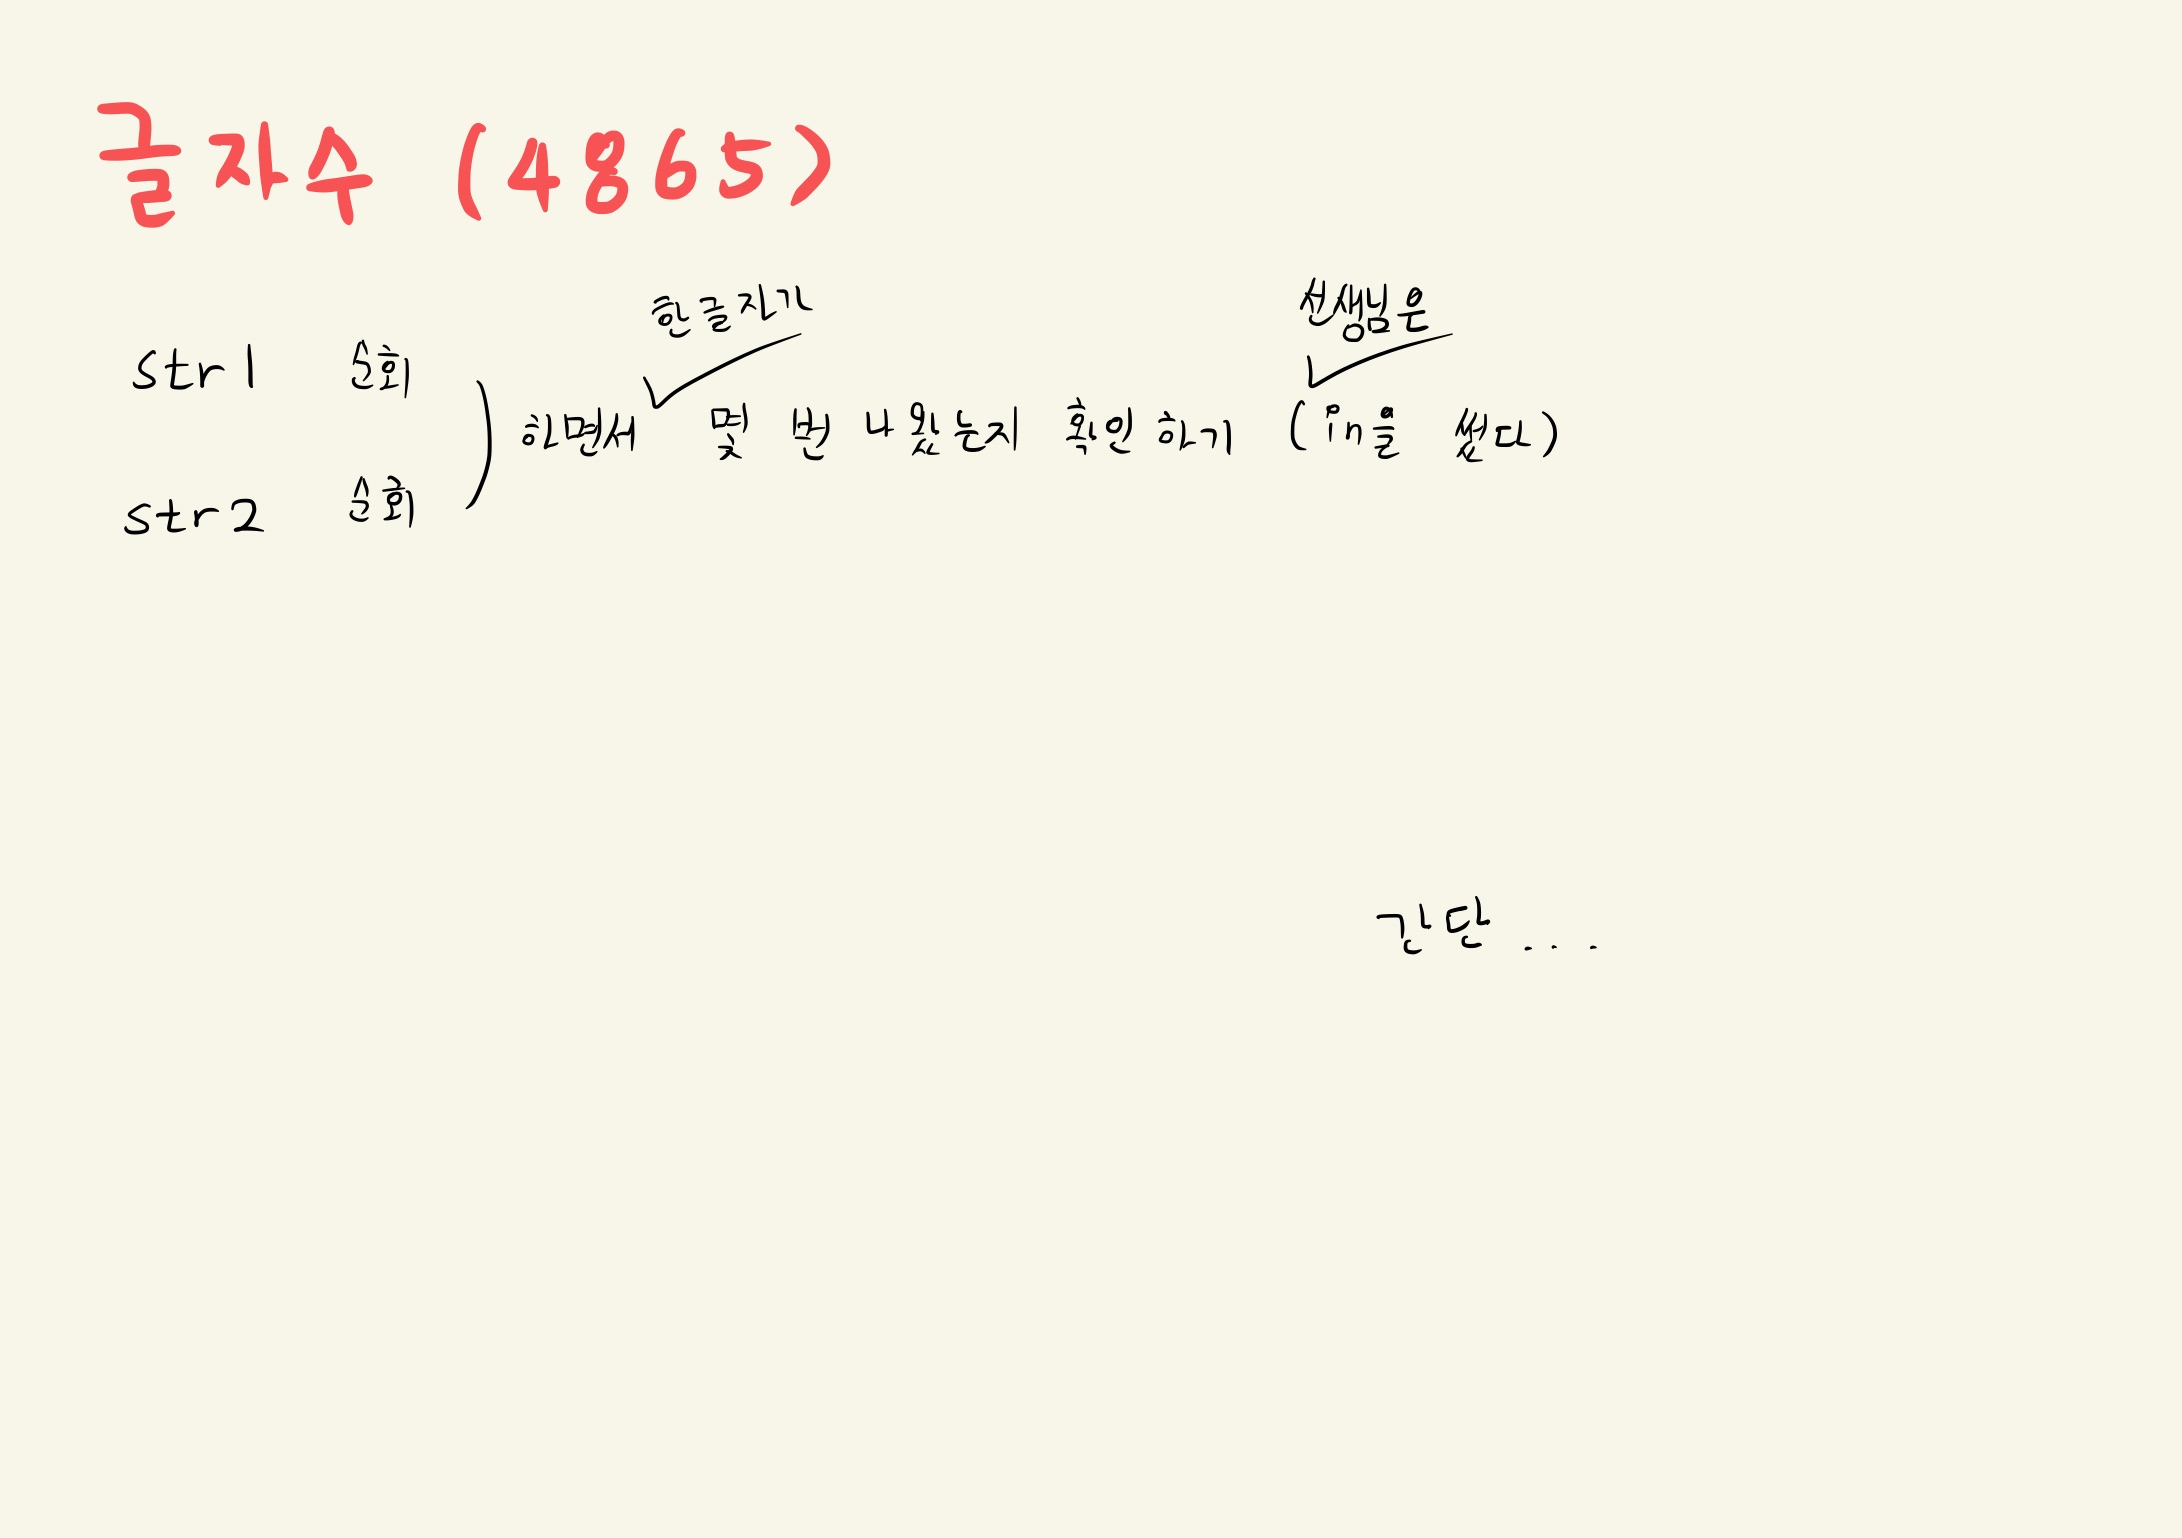 글자수 (4865)
한글자가
선생님은
str1 순회
하면서 몇 번 나왔는지 확인하기 (in을 썼다)
str2 순회
간단...